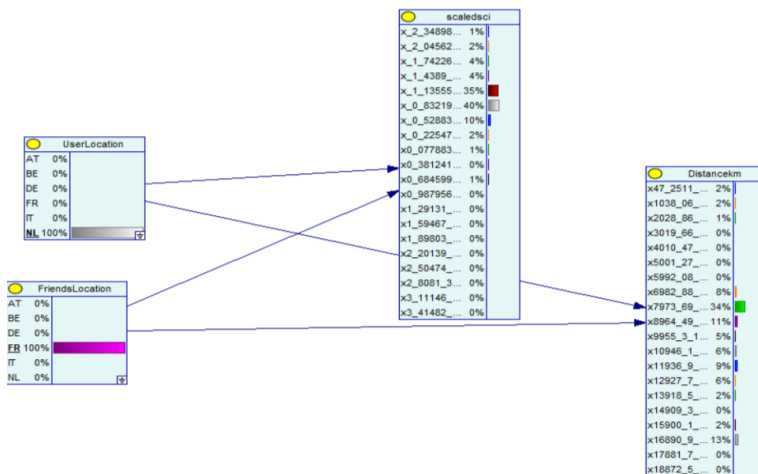 scaledsci
x_2_34898... 1%
x_2_04562... 2%
x_1_74226... 4%
x_1_4389_... 4%
x_1_13555... 35%
x_0_83219... 40%
x_0_52883... 10%
x_0_22547... 2%
x0_077883... 1%
x0_381241... 0%
x0_684599... 1%
x0_987956... 0%
x1_29131_... 0%
x1_59467_... 0%
x1_89803_... 0%
x2_20139_... 0%
x2_50474_... 0%
x2_8081_3... 0%
x3_11146_... 0%
x3_41482_... 0%
UserLocation
AT 0%
BE 0%
DE 0%
FR 0%
IT 0%
NL 100%
FriendsLocation
AT 0%
BE 0%
DE 0%
FR 100%
IT 0%
NL 0%
Distancekm
x47_2511_... 2%
x1038_06_... 2%
x2028_86_... 1%
x3019_66_... 0%
x4010_47_... 0%
x5001_27_... 0%
x5992_08_... 0%
x6982_88_... 8%
x7973_69_... 34%
x8964_49_... 11%
x9955_3_1... 5%
x10946_1_... 6%
x11936_9_... 9%
x12927_7_... 6%
x13918_5_... 2%
x14909_3_... 0%
x15900_1_... 2%
x16890_9_... 13%
x17881_7_... 0%
x18872_5_... 0%